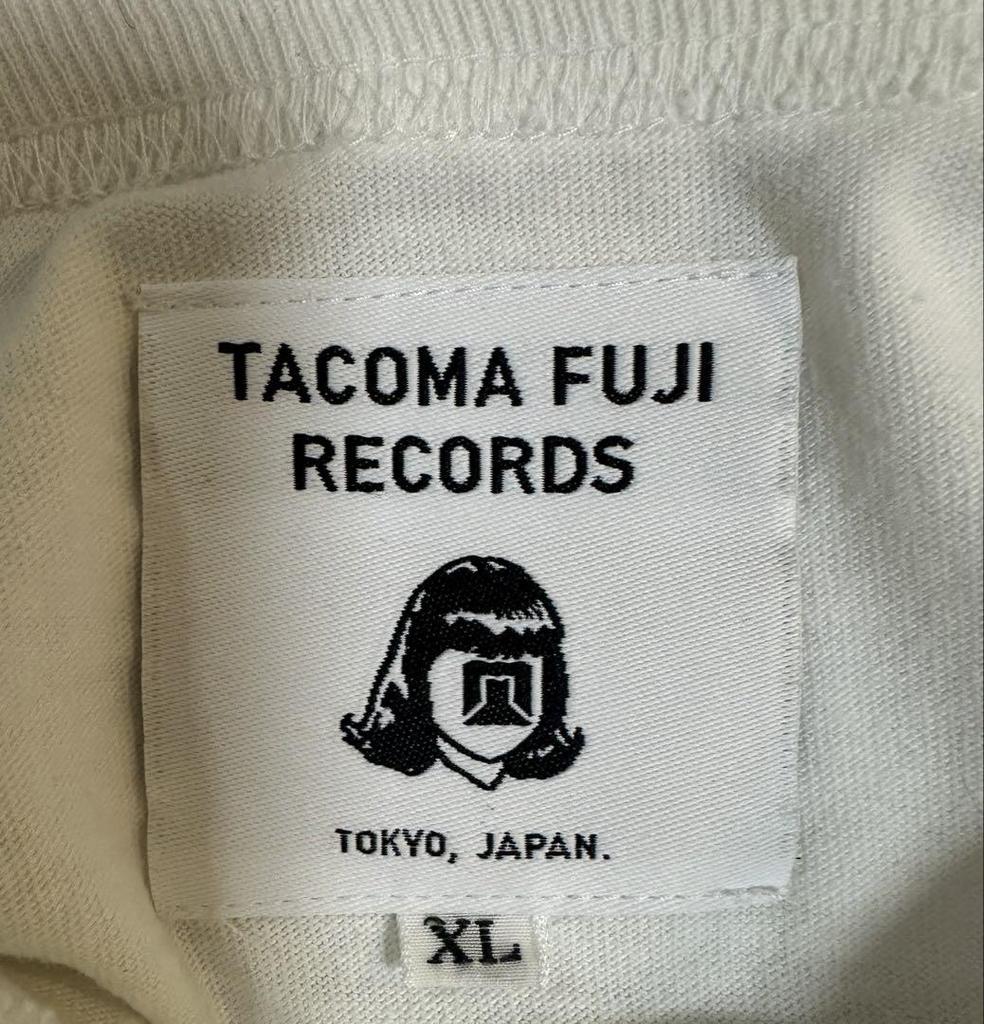 TACOMA FUJI
RECORDS
TOKYO, JAPAN.
XL